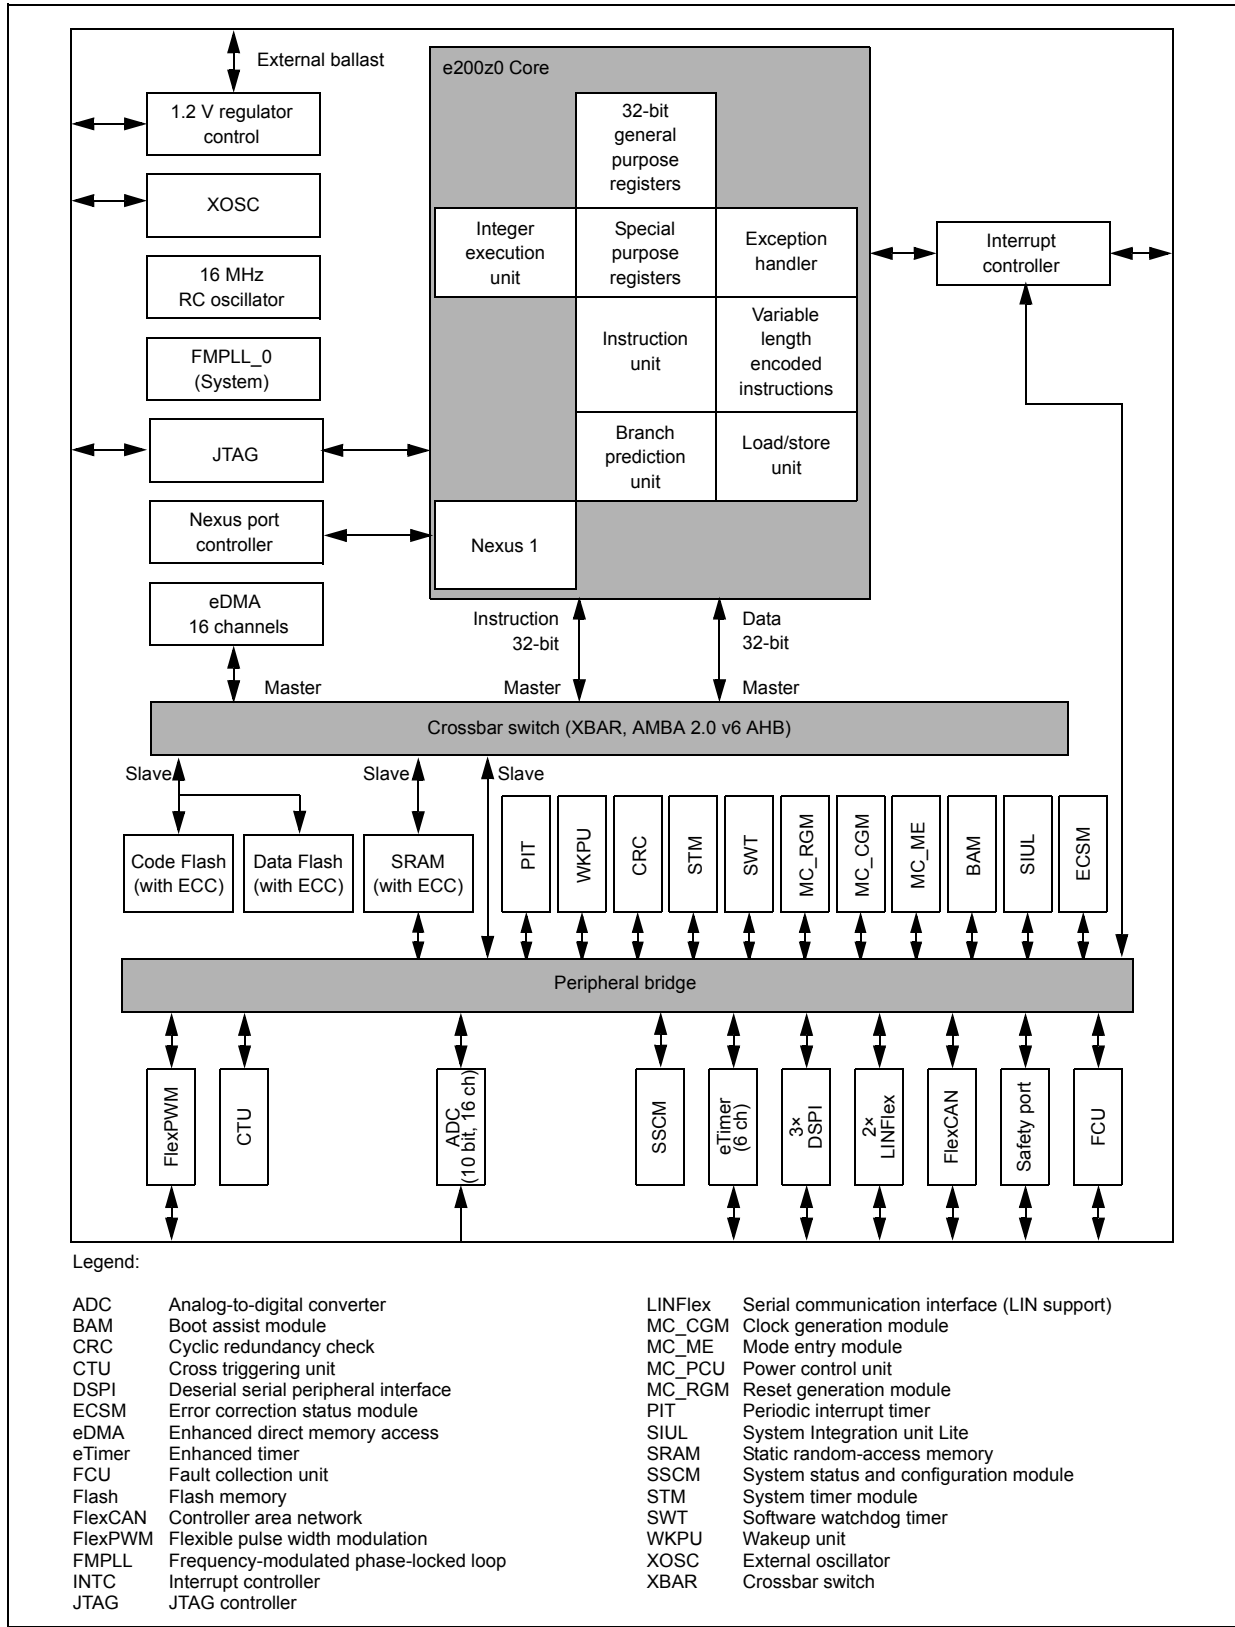 External ballast
e200z0 Core
1.2 V regulator
control
32-bit
general
purpose
registers
XOSC
Integer
execution
unit
Special
purpose
registers
Exception
handler
Interrupt
controller
16 MHz
RC oscillator
Instruction
unit
Variable
length
encoded
instructions
FMPLL_0
(System)
JTAG
Branch
prediction
unit
Load/store
unit
Nexus port
controller
Nexus 1
eDMA
16 channels
Instruction
32-bit
Data
32-bit
Master
Master
Master
Crossbar switch (XBAR, AMBA 2.0 v6 AHB)
Slave
Slave
Slave
Code Flash
(with ECC)
Data Flash
(with ECC)
SRAM
(with ECC)
PIT
WKPU
CRC
STM
SWT
MC_RGM
MC_CGM
MC_ME
BAM
SIUL
ECSM
Peripheral bridge
FlexPWM
CTU
ADC
(10 bit, 16 ch)
SSCM
eTimer
(6 ch)
3×
DSPI
2×
LINFlex
FlexCAN
Safety port
FCU
Legend:
ADC Analog-to-digital converter
BAM Boot assist module
CRC Cyclic redundancy check
CTU Cross triggering unit
DSPI Deserial serial peripheral interface
ECSM Error correction status module
eDMA Enhanced direct memory access
eTimer Enhanced timer
FCU Fault collection unit
Flash Flash memory
FlexCAN Controller area network
FlexPWM Flexible pulse width modulation
FMPLL Frequency-modulated phase-locked loop
INTC Interrupt controller
JTAG JTAG controller
LINFlex Serial communication interface (LIN support)
MC_CGM Clock generation module
MC_ME Mode entry module
MC_PCU Power control unit
MC_RGM Reset generation module
PIT Periodic interrupt timer
SIUL System Integration unit Lite
SRAM Static random-access memory
SSCM System status and configuration module
STM System timer module
SWT Software watchdog timer
WKPU Wakeup unit
XOSC External oscillator
XBAR Crossbar switch